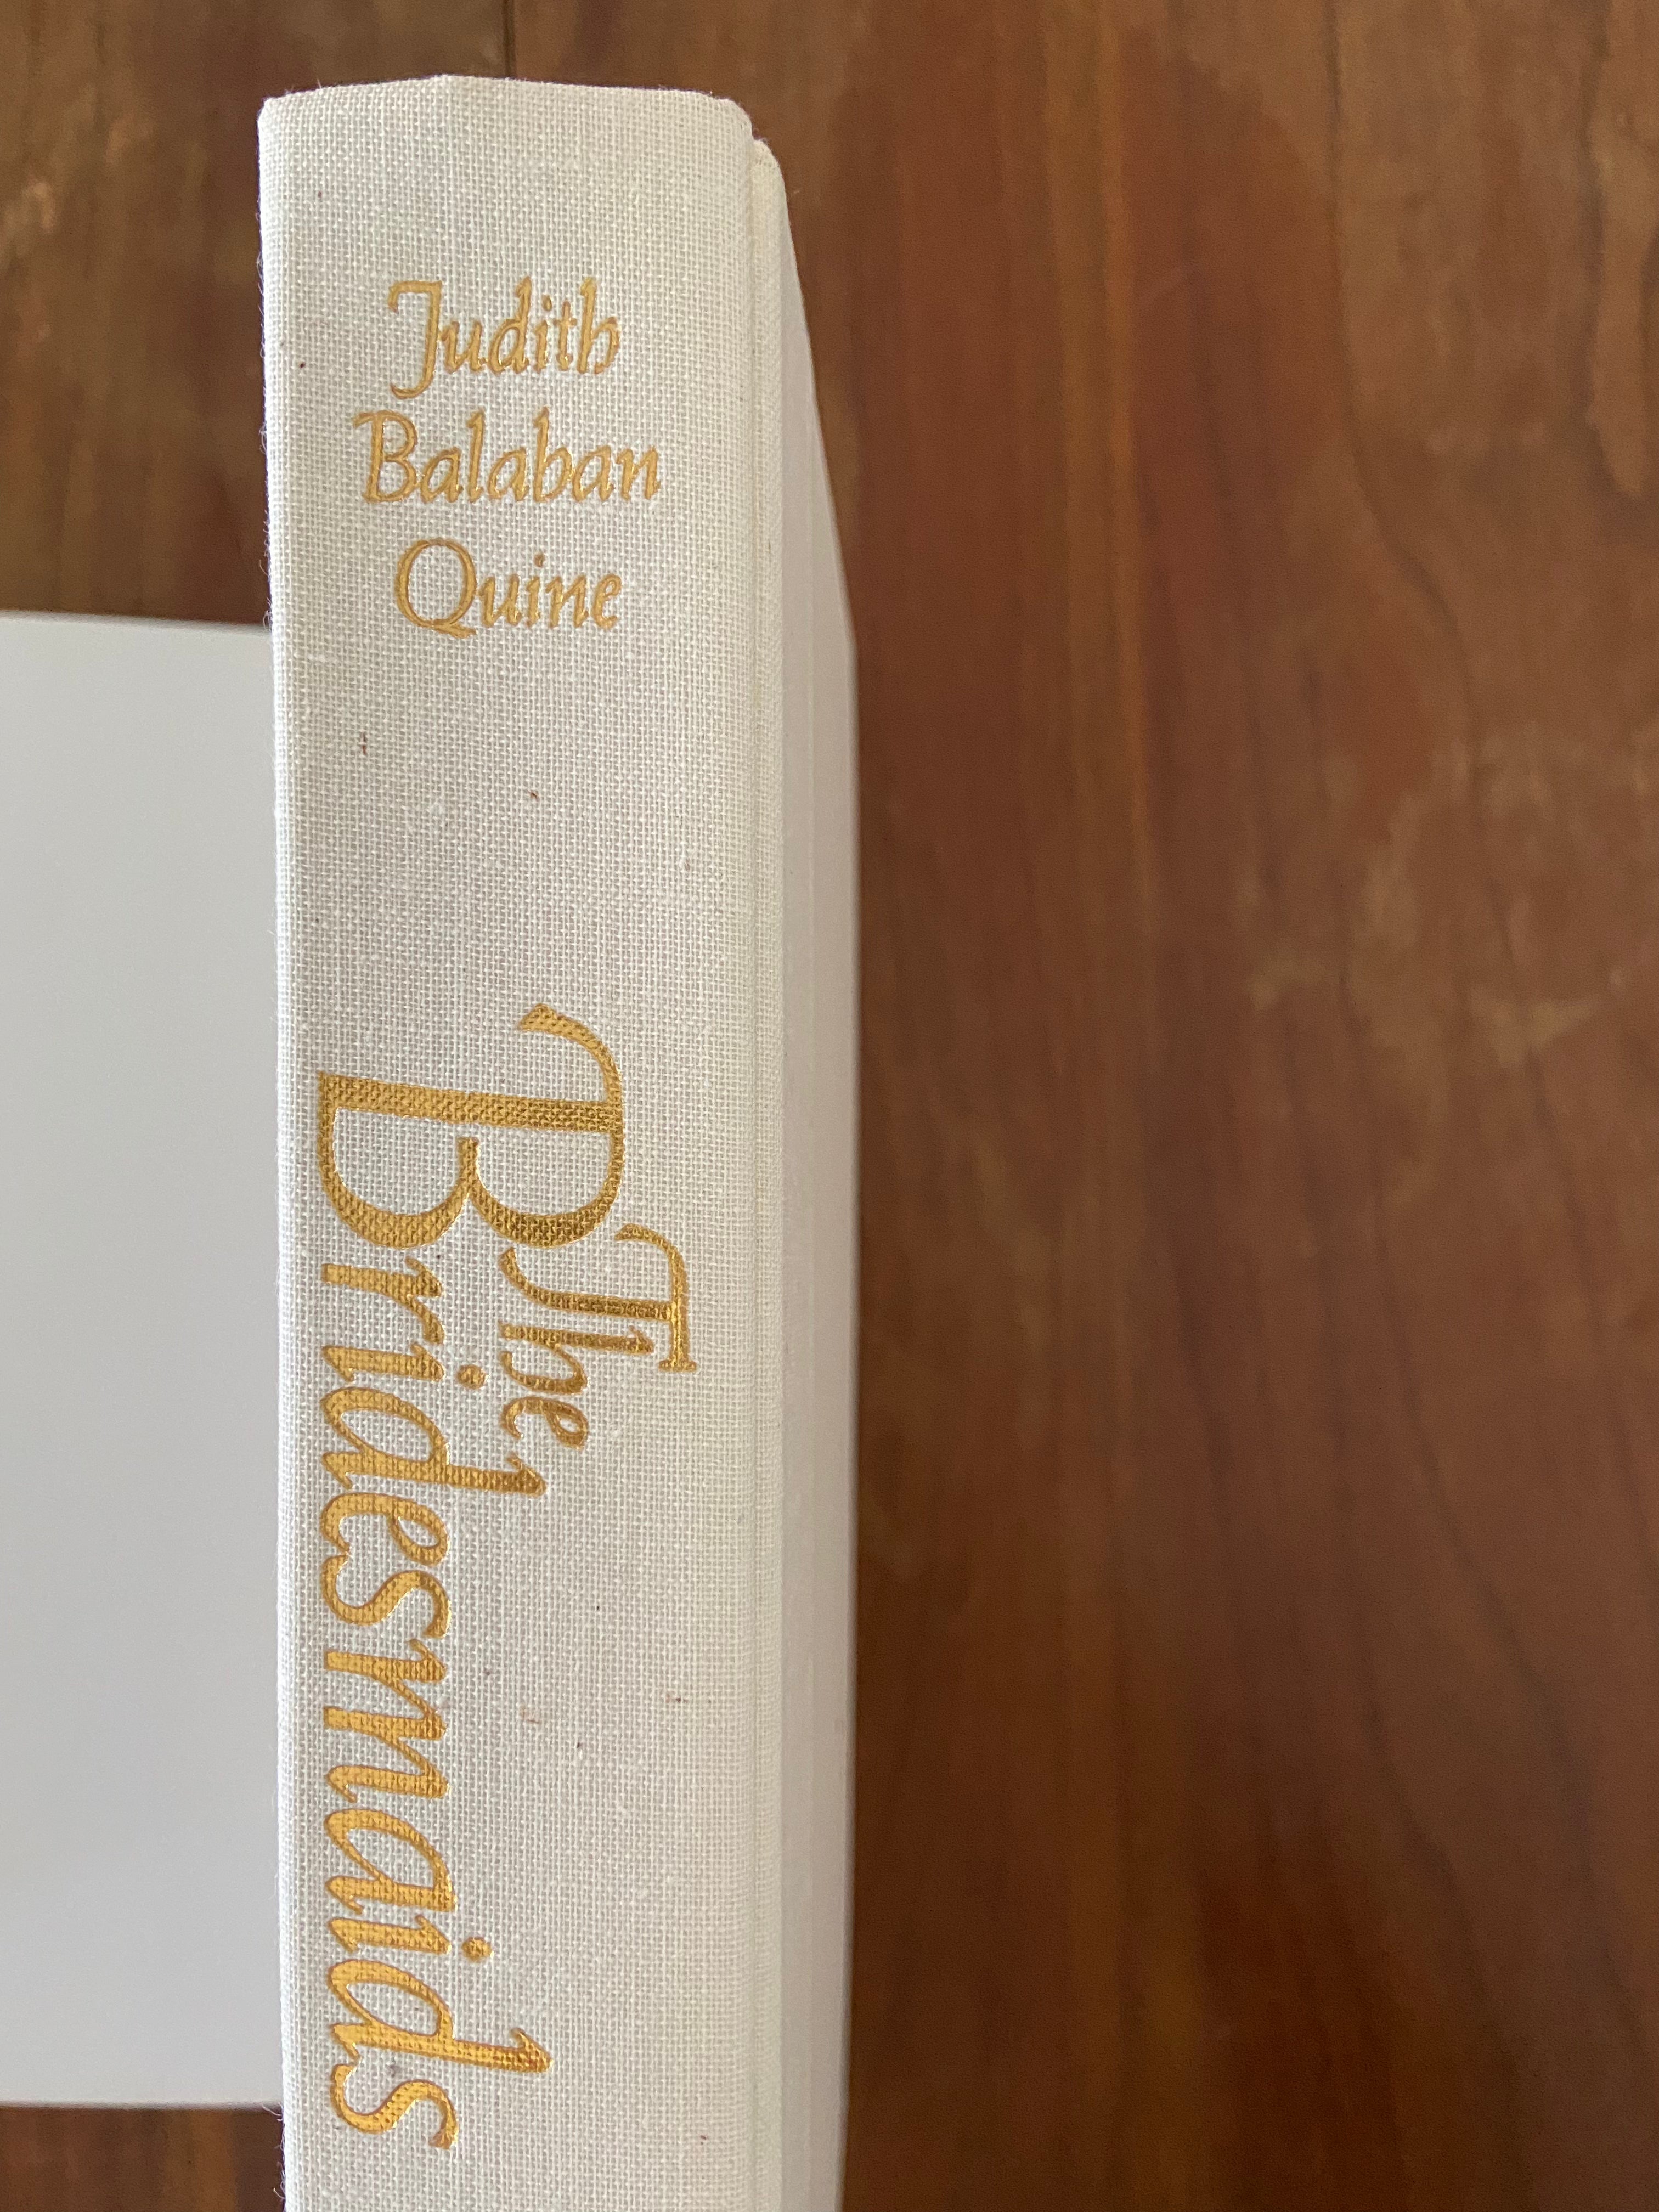 Judith
Balaban
Quine
The
Bridesmaids